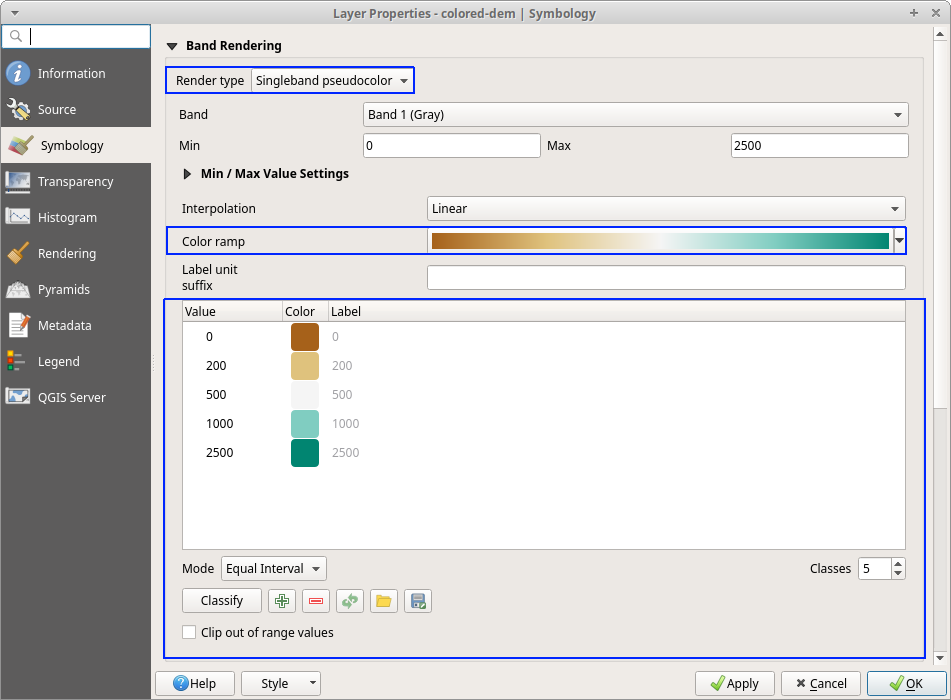 Layer Properties - colored-dem | Symbology
Information
Source
Symbology
Transparency
Histogram
Rendering
Pyramids
Metadata
Legend
QGIS Server
Band Rendering
Render type Singleband pseudocolor
Band Band 1 (Gray)
Min 0 Max 2500
Min / Max Value Settings
Interpolation Linear
Color ramp
Label unit
suffix
Value Color Label
0 0
200 200
500 500
1000 1000
2500 2500
Mode Equal Interval Classes 5
Classify
Clip out of range values
Help Style Apply Cancel OK